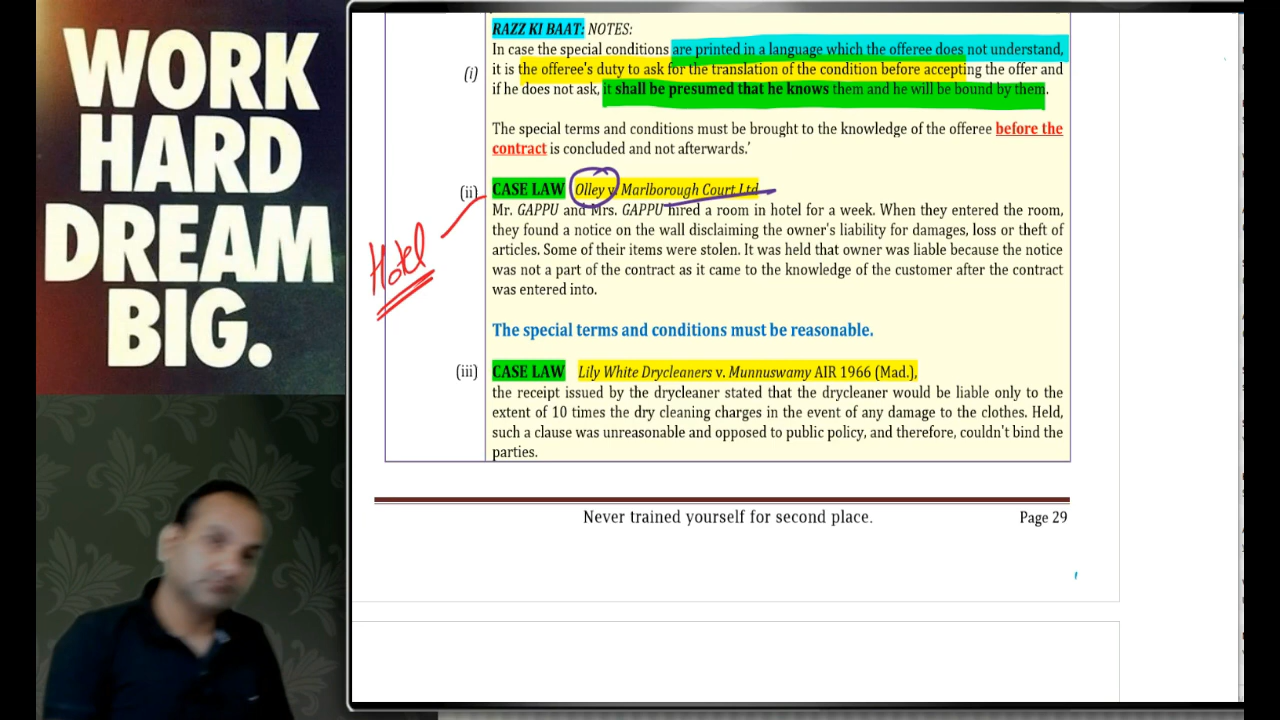 WORK
HARD
DREAM
BIG.
RAZZ KI BAAT: NOTES:
In case the special conditions are printed in a language which the offeree does not understand,
(i) it is the offeree's duty to ask for the translation of the condition before accepting the offer and
if he does not ask, it shall be presumed that he knows them and he will be bound by them.
The special terms and conditions must be brought to the knowledge of the offeree before the
contract is concluded and not afterwards.'
(ii) CASE LAW Olley v. Marlborough Court Ltd
Mr. GAPPU and Mrs. GAPPU hired a room in hotel for a week. When they entered the room,
they found a notice on the wall disclaiming the owner's liability for damages, loss or theft of
articles. Some of their items were stolen. It was held that owner was liable because the notice
was not a part of the contract as it came to the knowledge of the customer after the contract
was entered into.
Hotel
The special terms and conditions must be reasonable.
(iii) CASE LAW Lily White Drycleaners v. Munnuswamy AIR 1966 (Mad.),
the receipt issued by the drycleaner stated that the drycleaner would be liable only to the
extent of 10 times the dry cleaning charges in the event of any damage to the clothes. Held,
such a clause was unreasonable and opposed to public policy, and therefore, couldn't bind the
parties.
Never trained yourself for second place. Page 29